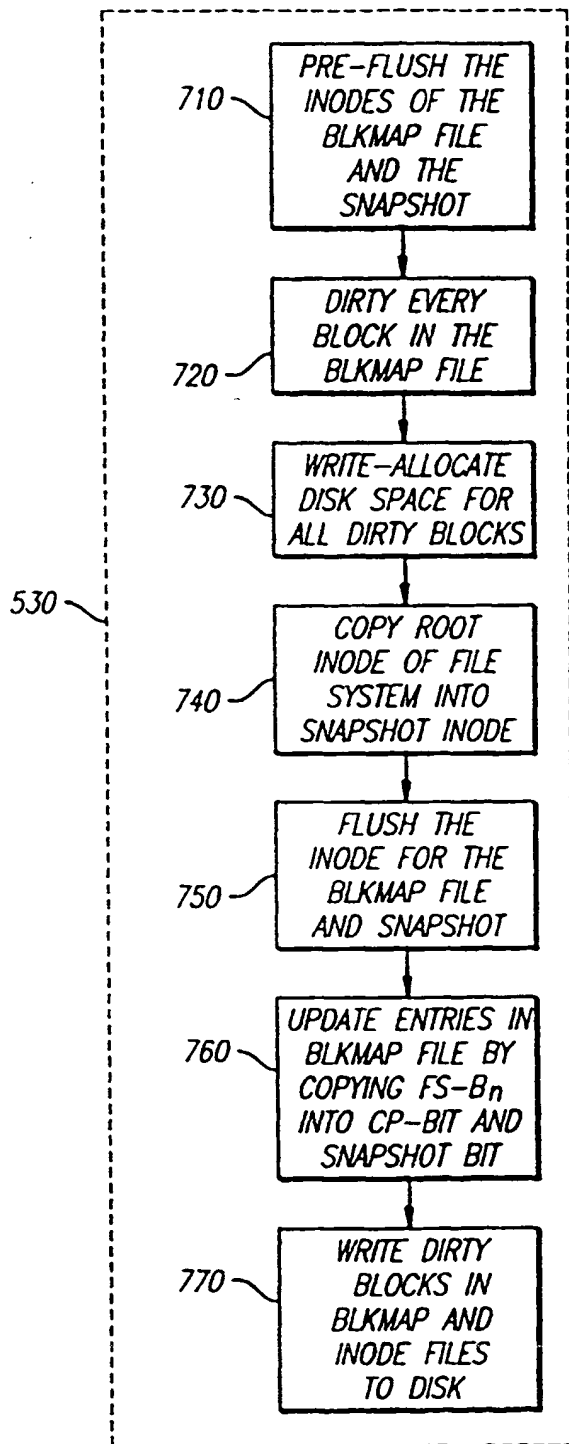 710
PRE-FLUSH THE
INODES OF THE
BLKMAP FILE
AND THE
SNAPSHOT
720
DIRTY EVERY
BLOCK IN THE
BLKMAP FILE
730
WRITE-ALLOCATE
DISK SPACE FOR
ALL DIRTY BLOCKS
530
740
COPY ROOT
INODE OF FILE
SYSTEM INTO
SNAPSHOT INODE
750
FLUSH THE
INODE FOR THE
BLKMAP FILE
AND SNAPSHOT
760
UPDATE ENTRIES IN
BLKMAP FILE BY
COPYING FS-Bn
INTO CP-BIT AND
SNAPSHOT BIT
770
WRITE DIRTY
BLOCKS IN
BLKMAP AND
INODE FILES
TO DISK